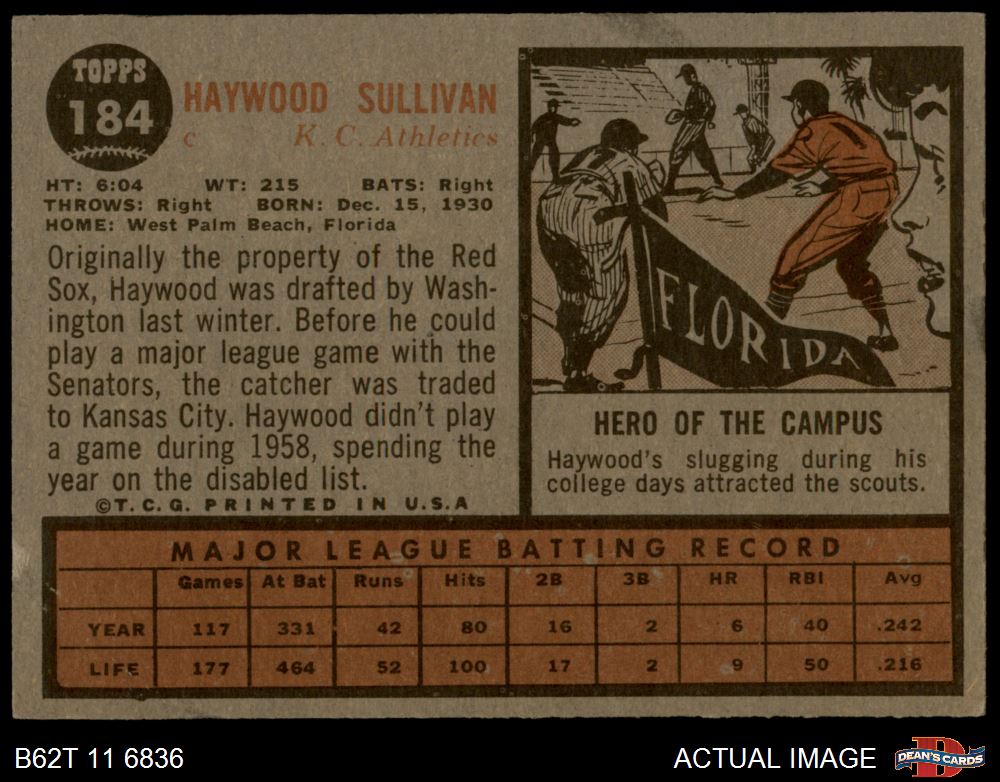 TOPPS
184
HAYWOOD SULLIVAN
C K. C. Athletics
HT: 6:04 WT: 215 BATS: Right
THROWS: Right BORN: Dec. 15, 1930
HOME: West Palm Beach, Florida
Originally the property of the Red
Sox, Haywood was drafted by Wash-
ington last winter. Before he could
play a major league game with the
Senators, the catcher was traded
to Kansas City. Haywood didn't play
a game during 1958, spending the
year on the disabled list.
©T. C. G. PRINTED IN U.S.A
FLORIDA
HERO OF THE CAMPUS
Haywood's slugging during his
college days attracted the scouts.
MAJOR LEAGUE BATTING RECORD
Games At Bat Runs Hits 2B 3B HR RBI Avg
YEAR 117 331 42 80 16 2 6 40 .242
LIFE 177 464 52 100 17 2 9 50 .216
B62T 11 6836
ACTUAL IMAGE
D
DEAN'S CARDS